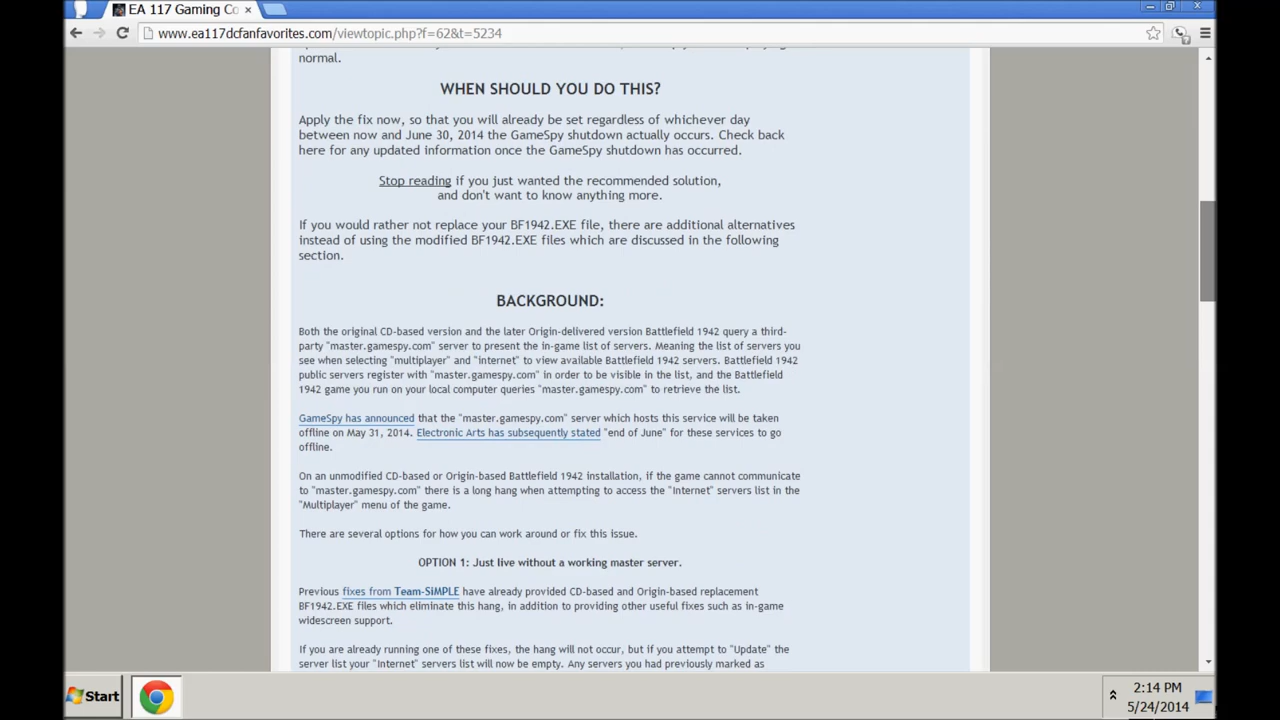 EA 117 Gaming Co
www.ea117dcfanfavorites.com/viewtopic.php?f=62&t=5234
normal.
WHEN SHOULD YOU DO THIS?
Apply the fix now, so that you will already be set regardless of whichever day
between now and June 30, 2014 the GameSpy shutdown actually occurs. Check back
here for any updated information once the GameSpy shutdown has occurred.
Stop reading if you just wanted the recommended solution,
and don't want to know anything more.
If you would rather not replace your BF1942.EXE file, there are additional alternatives
instead of using the modified BF1942.EXE files which are discussed in the following
section.
BACKGROUND:
Both the original CD-based version and the later Origin-delivered version Battlefield 1942 query a third-
party "master.gamespy.com" server to present the in-game list of servers. Meaning the list of servers you
see when selecting "multiplayer" and "internet" to view available Battlefield 1942 servers. Battlefield 1942
public servers register with "master.gamespy.com" in order to be visible in the list, and the Battlefield
1942 game you run on your local computer queries "master.gamespy.com" to retrieve the list.
GameSpy has announced that the "master.gamespy.com" server which hosts this service will be taken
offline on May 31, 2014. Electronic Arts has subsequently stated "end of June" for these services to go
offline.
On an unmodified CD-based or Origin-based Battlefield 1942 installation, if the game cannot communicate
to "master.gamespy.com" there is a long hang when attempting to access the "Internet" servers list in the
"Multiplayer" menu of the game.
There are several options for how you can work around or fix this issue.
OPTION 1: Just live without a working master server.
Previous fixes from Team-SiMPLE have already provided CD-based and Origin-based replacement
BF1942.EXE files which eliminate this hang, in addition to providing other useful fixes such as in-game
widescreen support.
If you are already running one of these fixes, the hang will not occur, but if you attempt to "Update" the
server list your "Internet" servers list will now be empty. Any servers you had previously marked as
Start
2:14 PM
5/24/2014